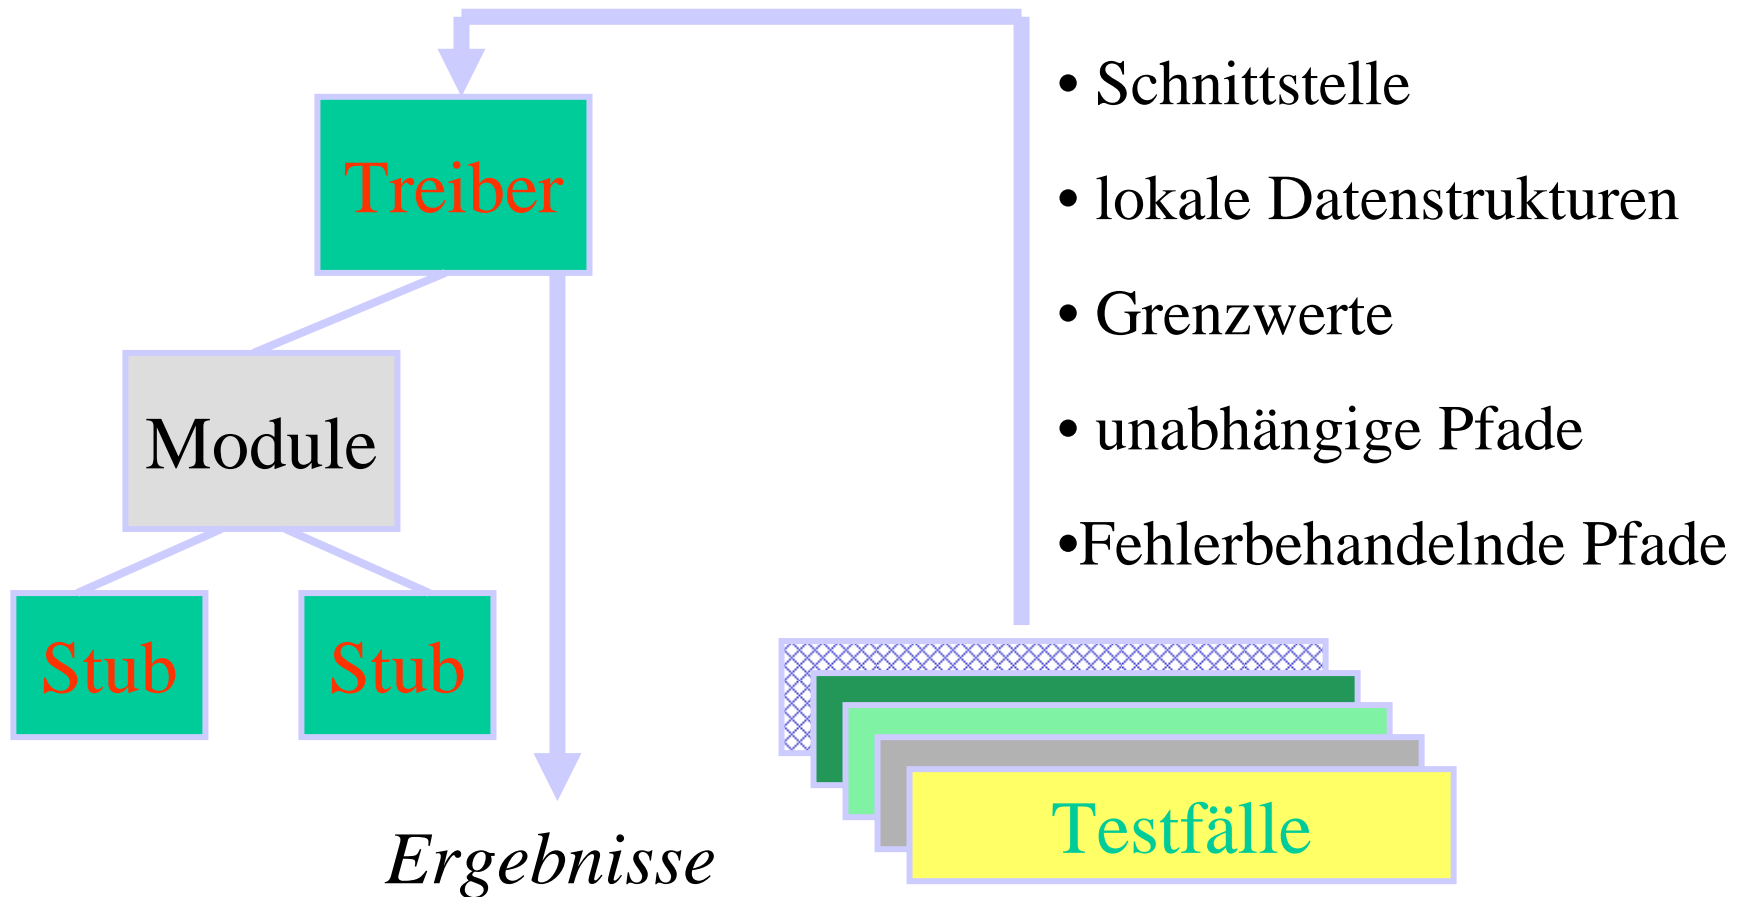 Treiber
Module
Stub
Stub
Ergebnisse
• Schnittstelle
• lokale Datenstrukturen
• Grenzwerte
• unabhängige Pfade
•Fehlerbehandelnde Pfade
Testfälle